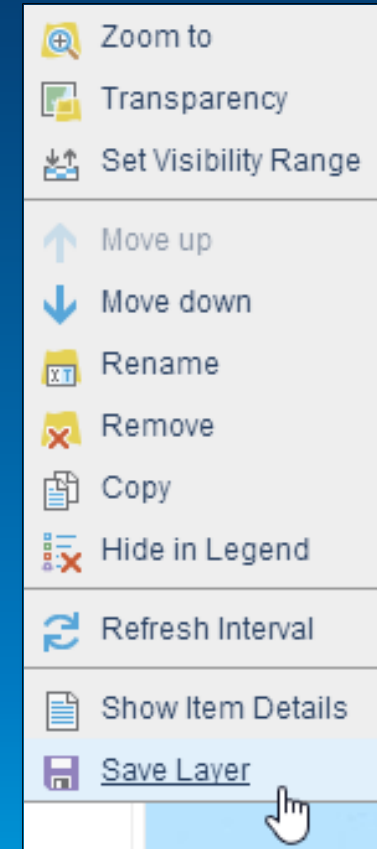 Zoom to
Transparency
Set Visibility Range
Move up
Move down
Rename
Remove
Copy
Hide in Legend
Refresh Interval
Show Item Details
Save Layer